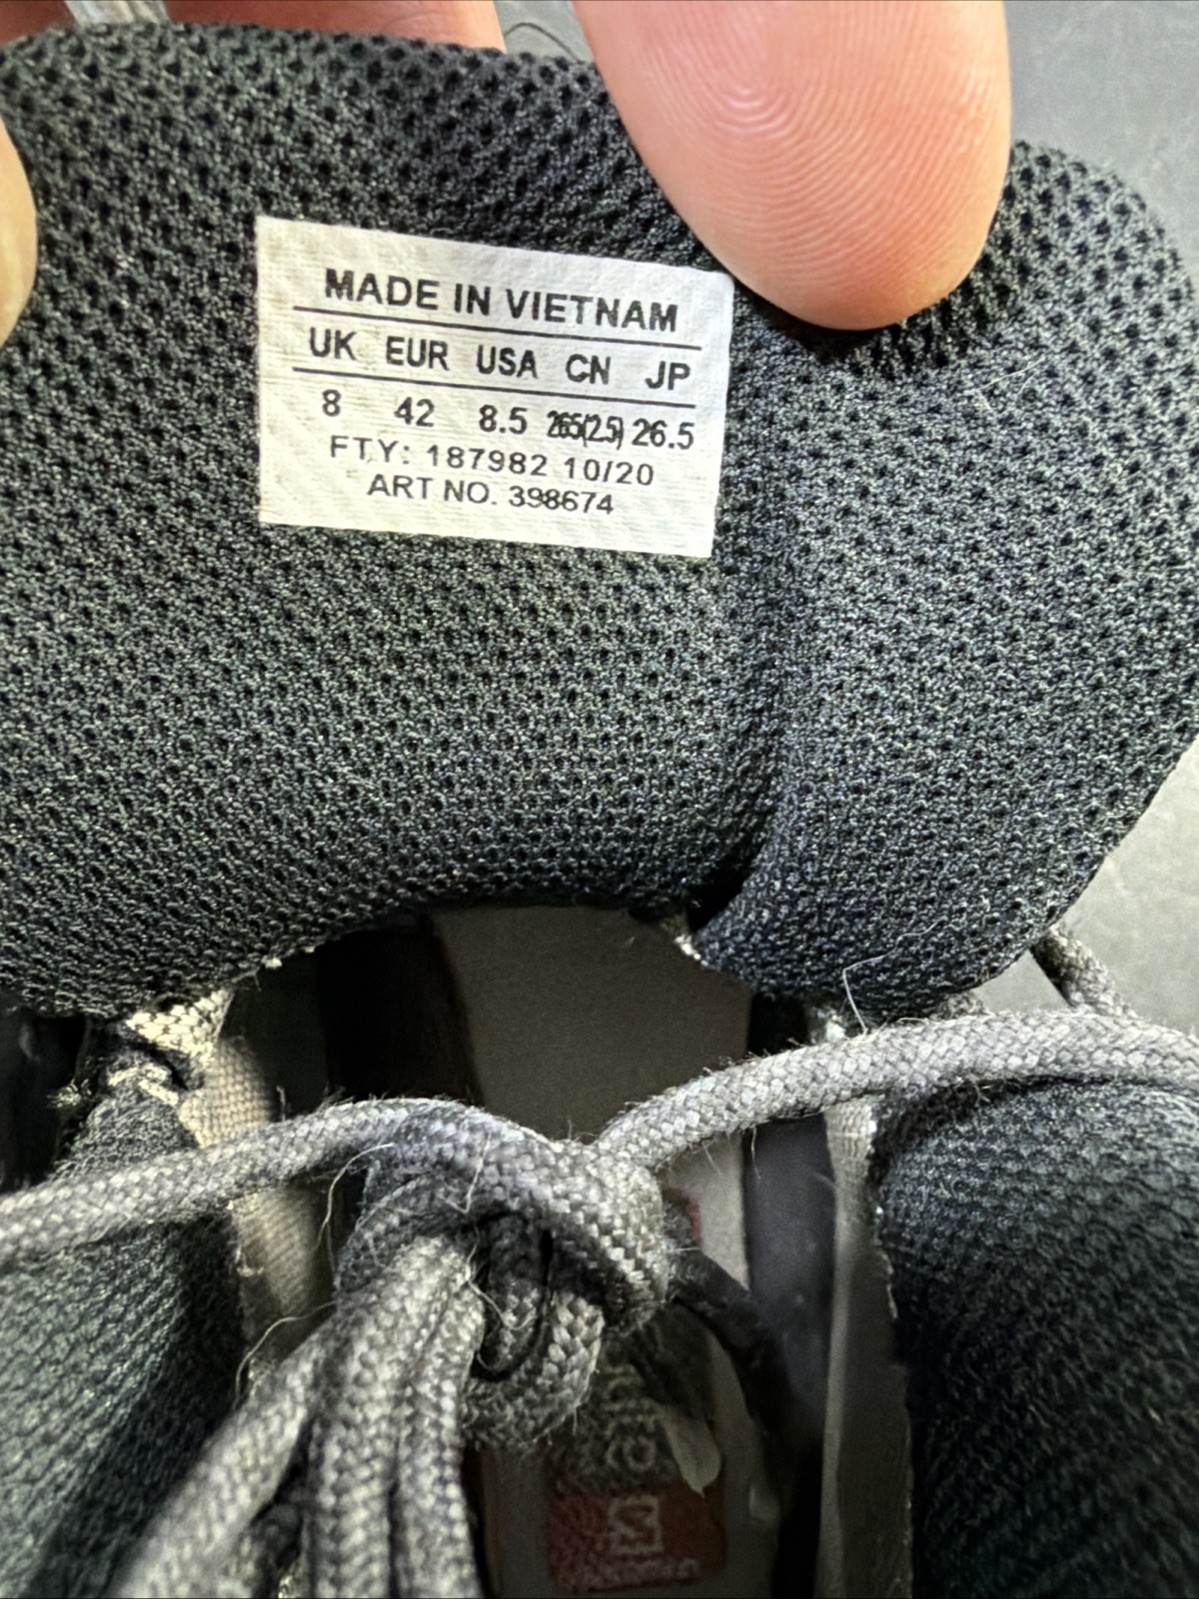 MADE IN VIETNAM
UK EUR USA CN JP
8 42 8.5 265(2.5) 26.5
FTY: 187982 10/20
ART NO. 398674